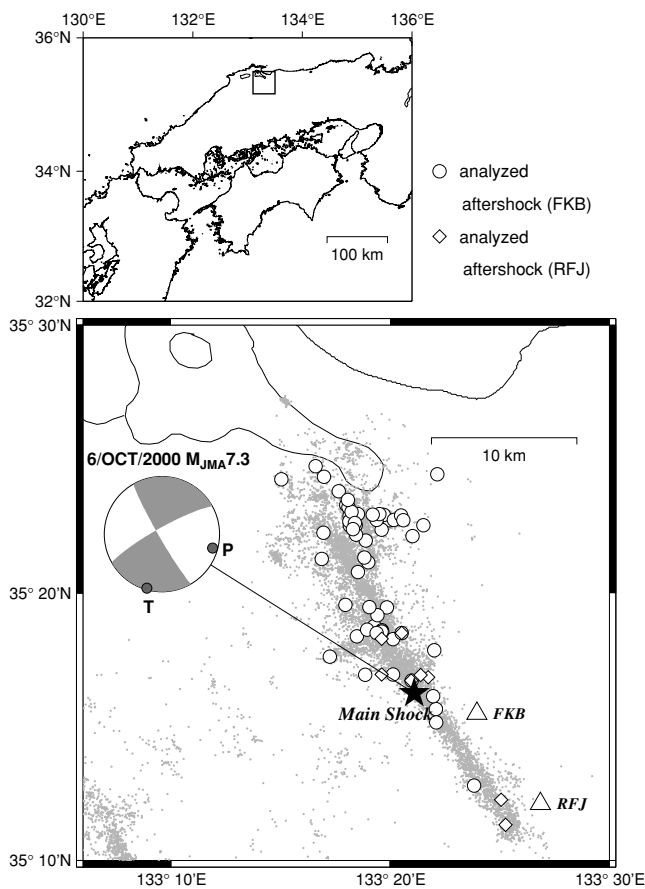 130°E 132°E 134°E 136°E
36°N
34°N
32°N
100 km
analyzed
aftershock (FKB)
analyzed
aftershock (RFJ)
35° 30'N
10 km
6/OCT/2000 MJMA7.3
P
T
35° 20'N
Main Shock
FKB
RFJ
35° 10'N
133° 10'E 133° 20'E 133° 30'E